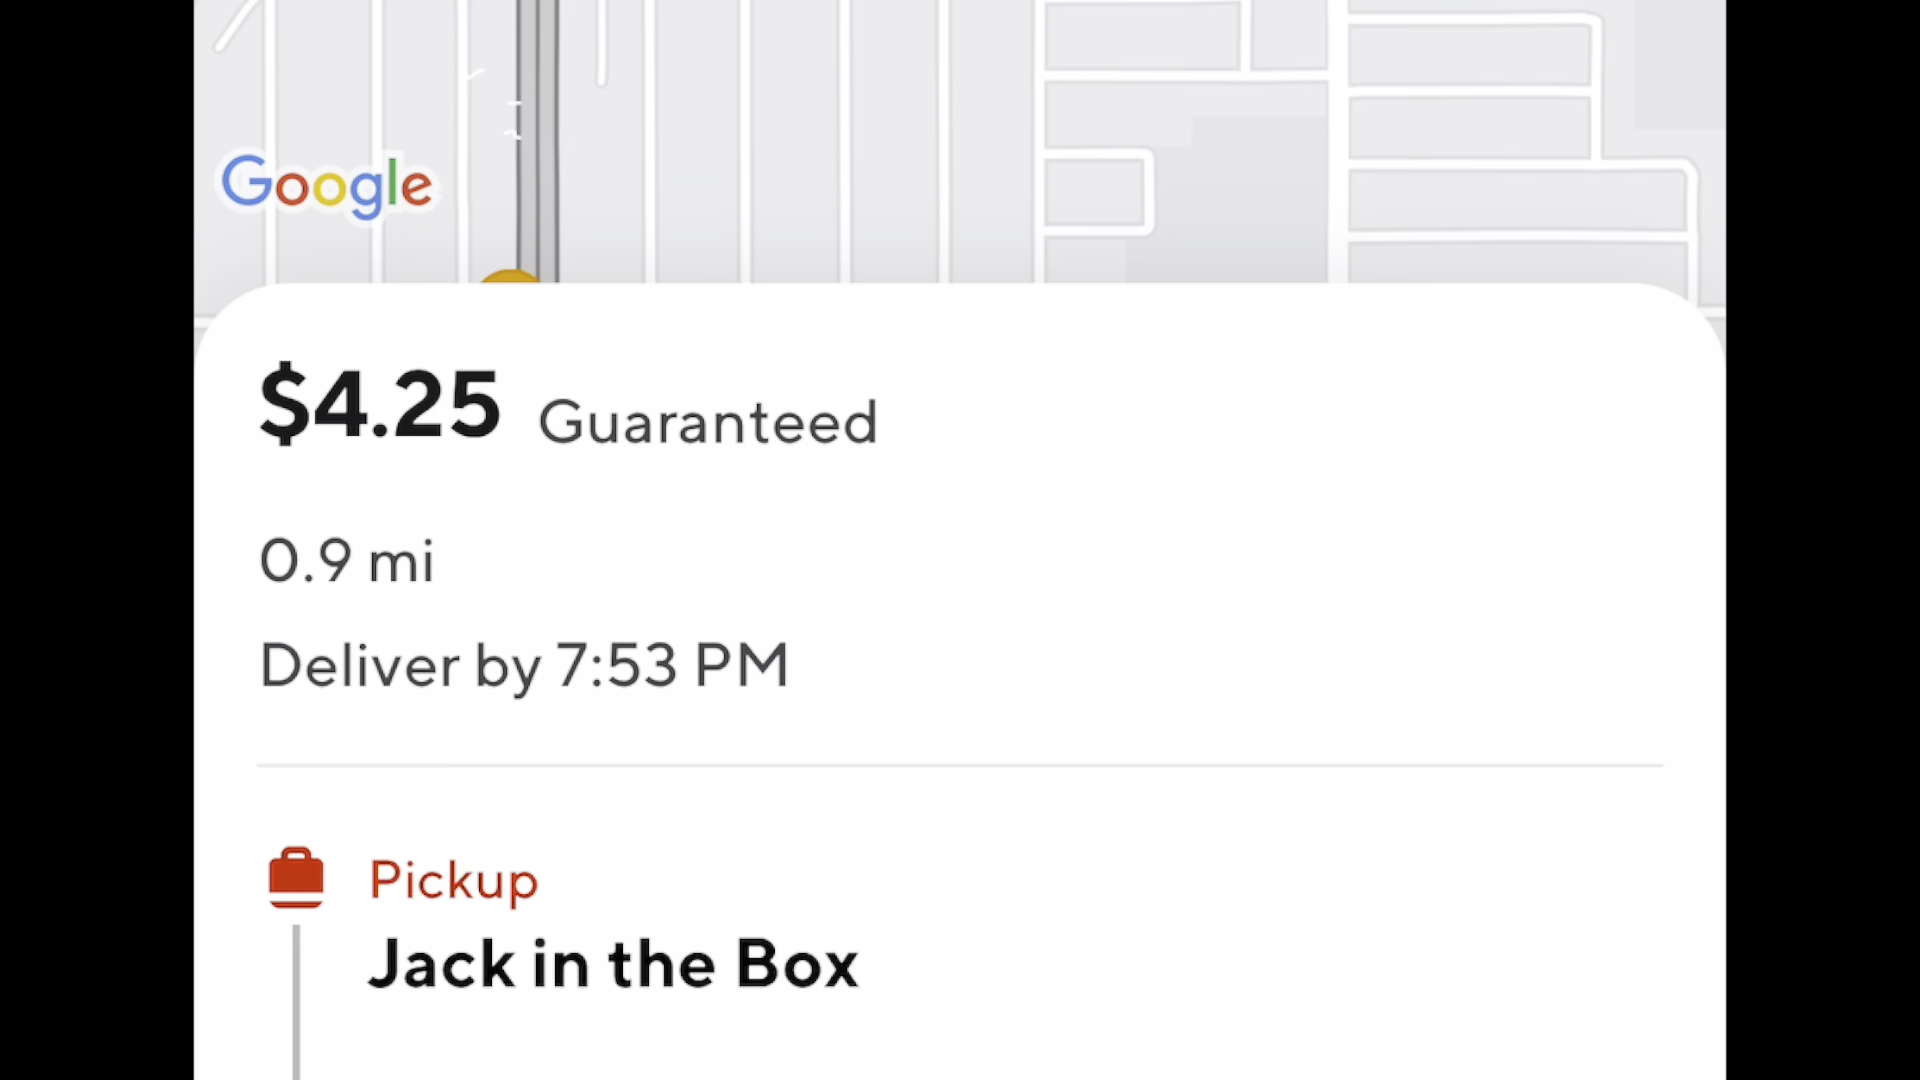 Google
$4.25 Guaranteed
0.9 mi
Deliver by 7:53 PM
Pickup
Jack in the Box